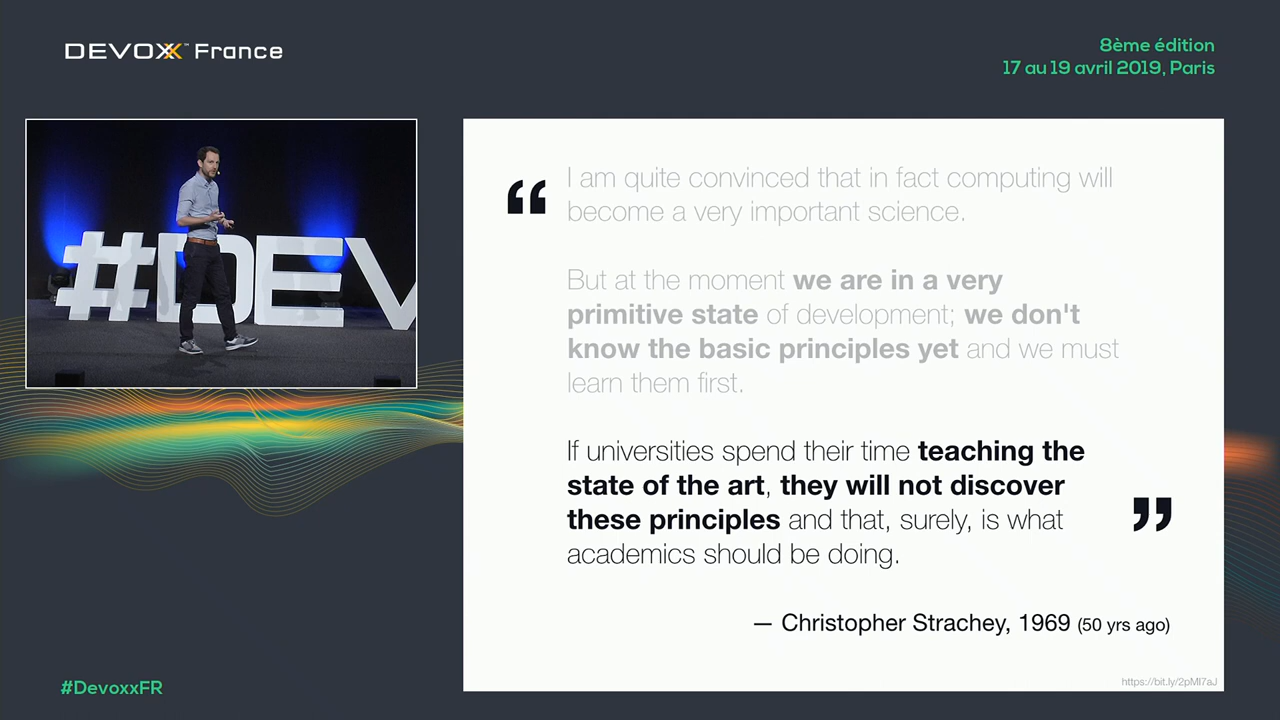 DEVOXX™ France
8ème édition
17 au 19 avril 2019, Paris
#DEV
“ I am quite convinced that in fact computing will
become a very important science.
But at the moment we are in a very
primitive state of development; we don't
know the basic principles yet and we must
learn them first.
If universities spend their time teaching the
state of the art, they will not discover
these principles and that, surely, is what
academics should be doing. ”
— Christopher Strachey, 1969 (50 yrs ago)
https://bit.ly/2pMI7aJ
#DevoxxFR